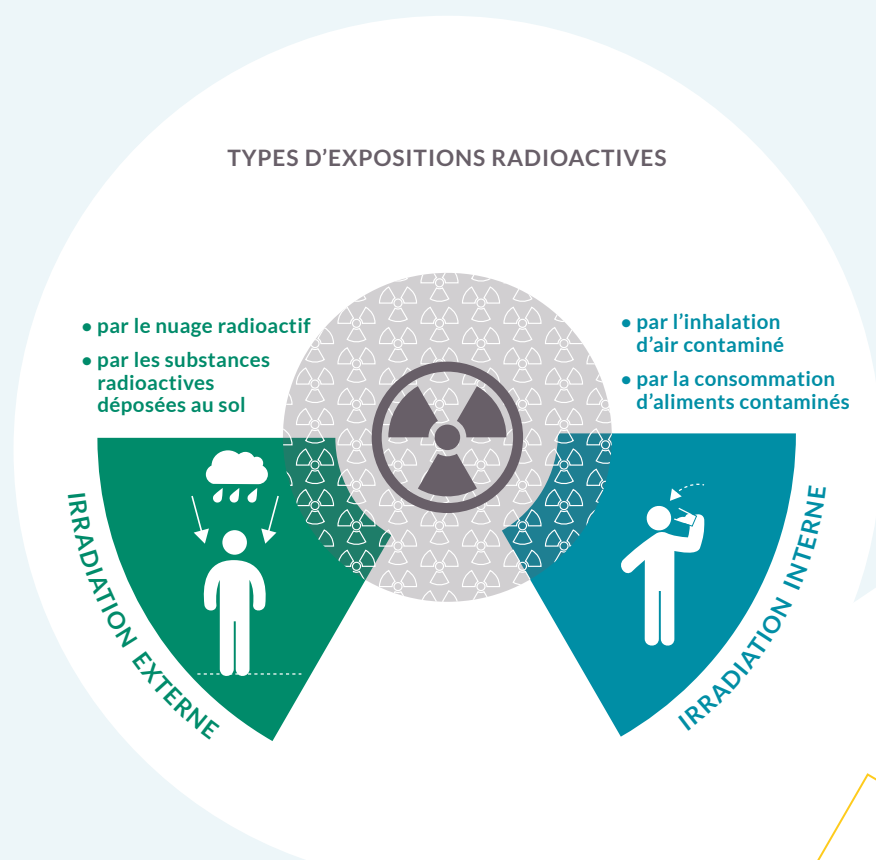 TYPES D’EXPOSITIONS RADIOACTIVES
• par le nuage radioactif
• par les substances
radioactives
déposées au sol
IRRADIATION EXTERNE
• par l’inhalation
d’air contaminé
• par la consommation
d’aliments contaminés
IRRADIATION INTERNE